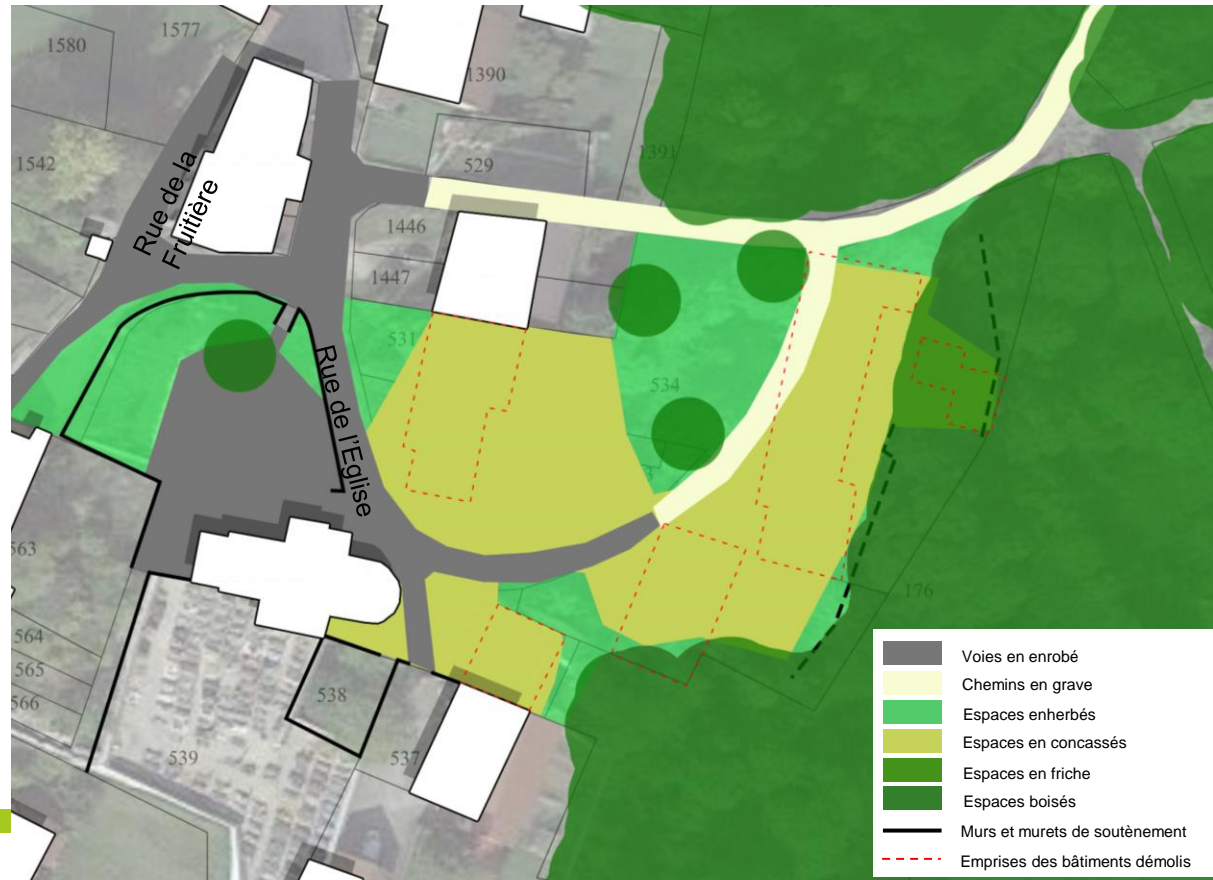 1580
1577
1390
1542
Rue de la
Fruitière
529
1391
1446
1447
531
534
Rue de l'Eglise
563
564
565
566
538
539
537
176
Voies en enrobé
Chemins en grave
Espaces enherbés
Espaces en concassés
Espaces en friche
Espaces boisés
Murs et murets de soutènement
Emprises des bâtiments démolis